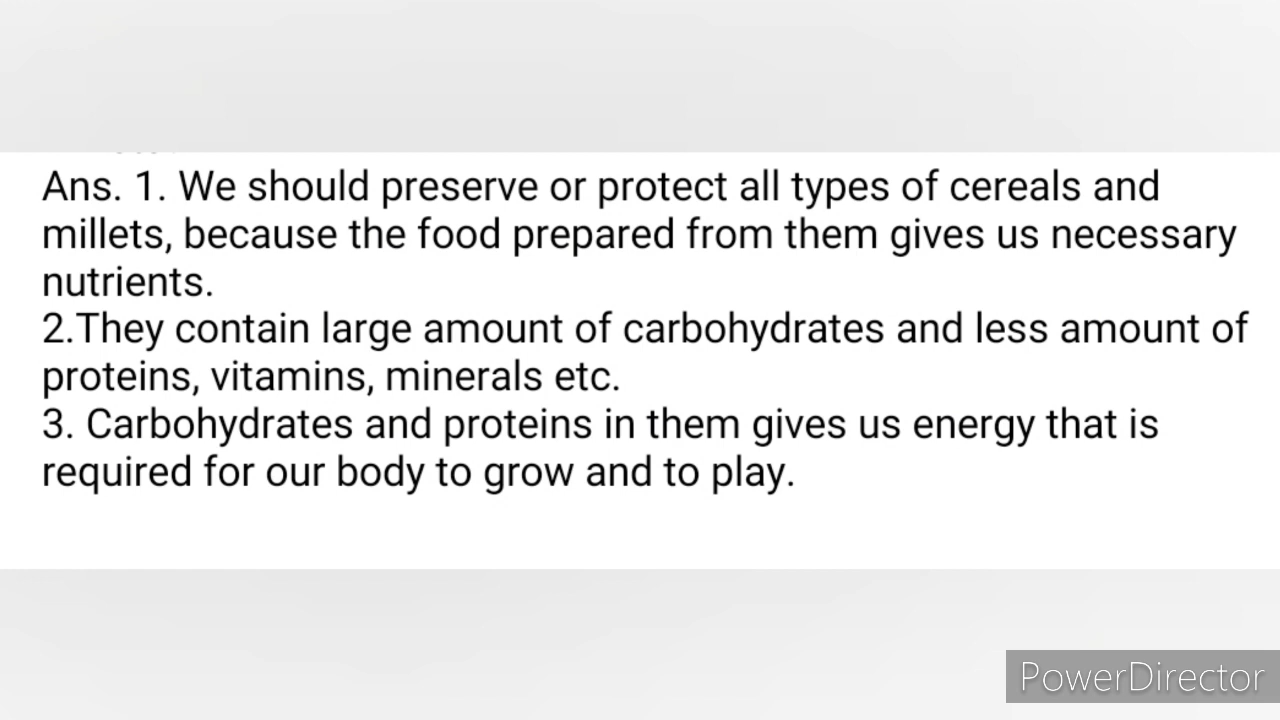 Ans. 1. We should preserve or protect all types of cereals and
millets, because the food prepared from them gives us necessary
nutrients.
2.They contain large amount of carbohydrates and less amount of
proteins, vitamins, minerals etc.
3. Carbohydrates and proteins in them gives us energy that is
required for our body to grow and to play.
PowerDirector